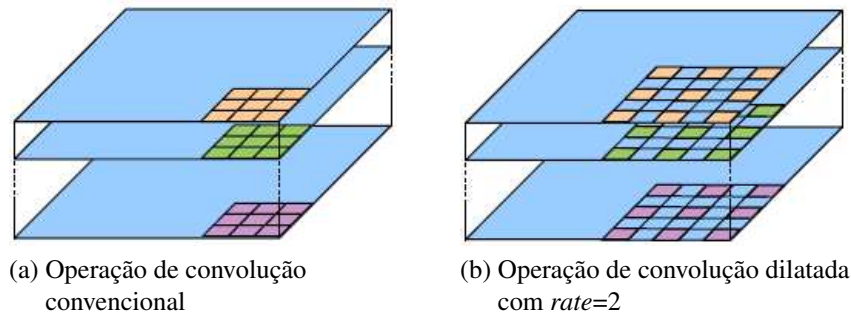 (a) Operação de convolução
convencional
(b) Operação de convolução dilatada
com rate=2